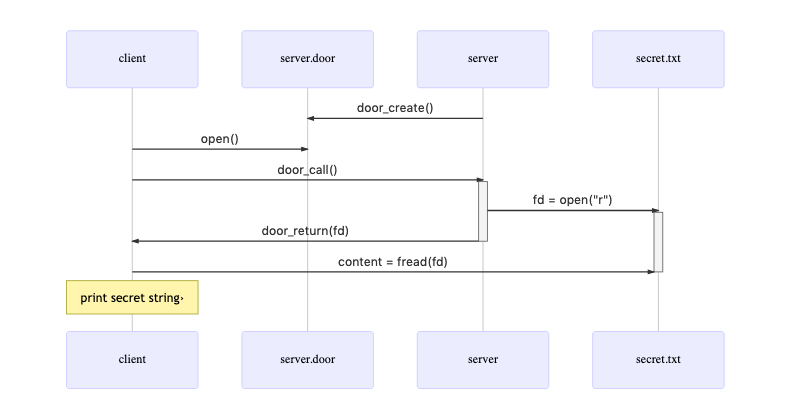 client
server.door
server
secret.txt
door_create()
open()
door_call()
fd = open("r")
door_return(fd)
content = fread(fd)
print secret string›
client
server.door
server
secret.txt